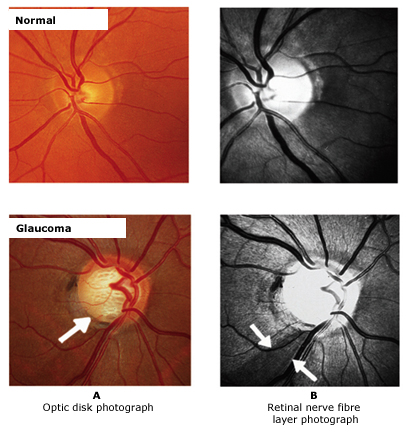 Normal
Glaucoma
A
Optic disk photograph
B
Retinal nerve fibre
layer photograph